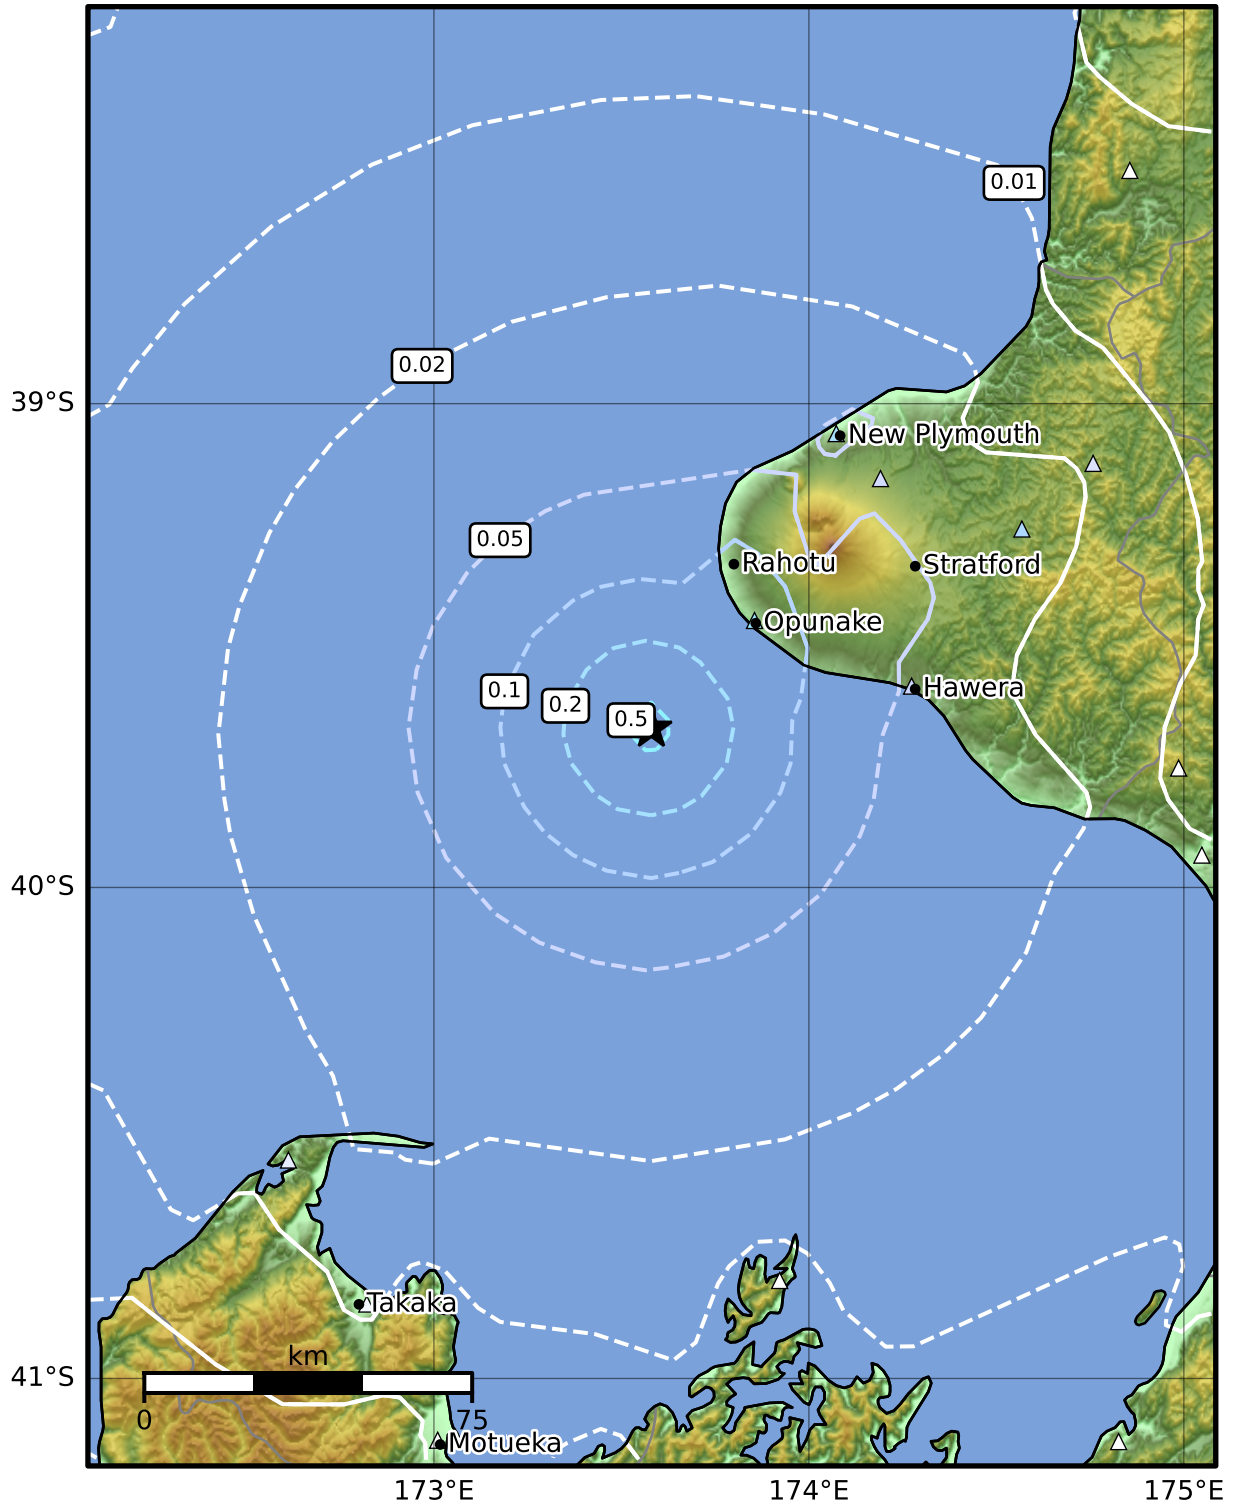 0.01
0.02
39°S
New Plymouth
0.05
Rahotu
Stratford
Opunake
0.1
Hawera
0.2
0.5
40°S
Takaka
km
41°S
0
75
Motueka
173°E
174°E
175°E